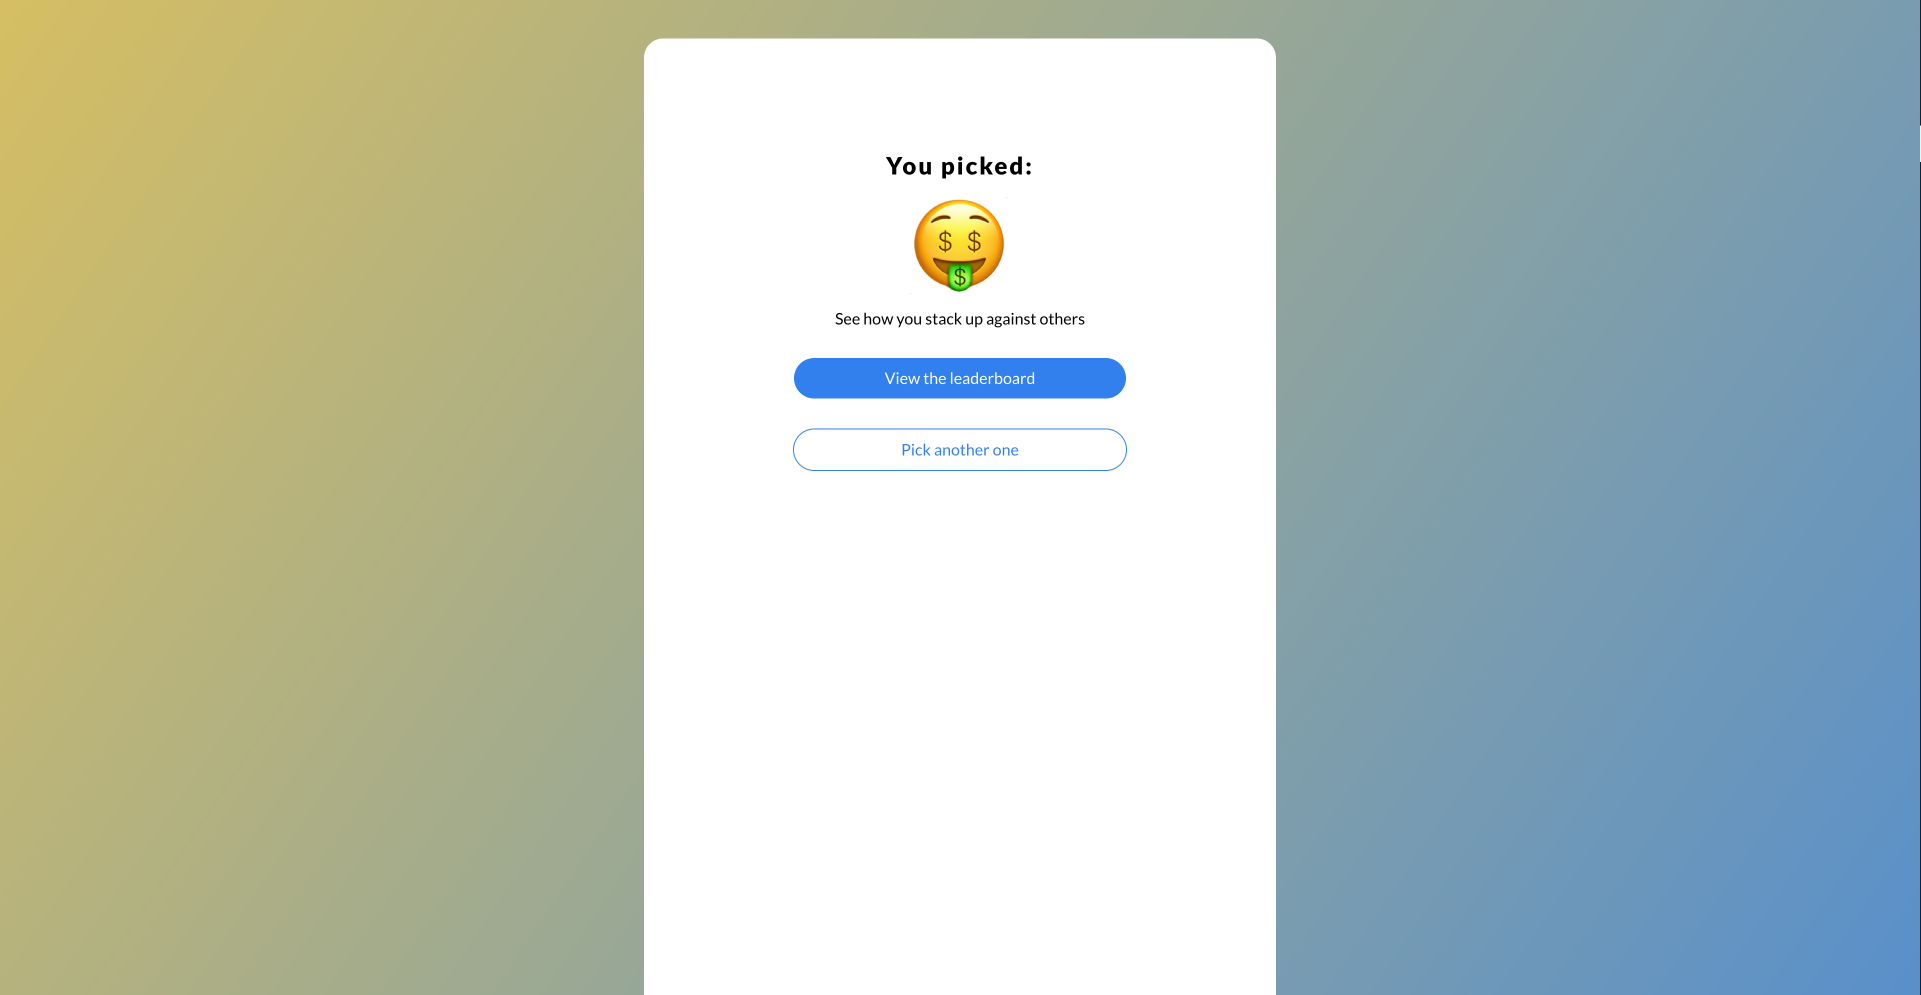 You picked:
$ $
$
See how you stack up against others
View the leaderboard
Pick another one